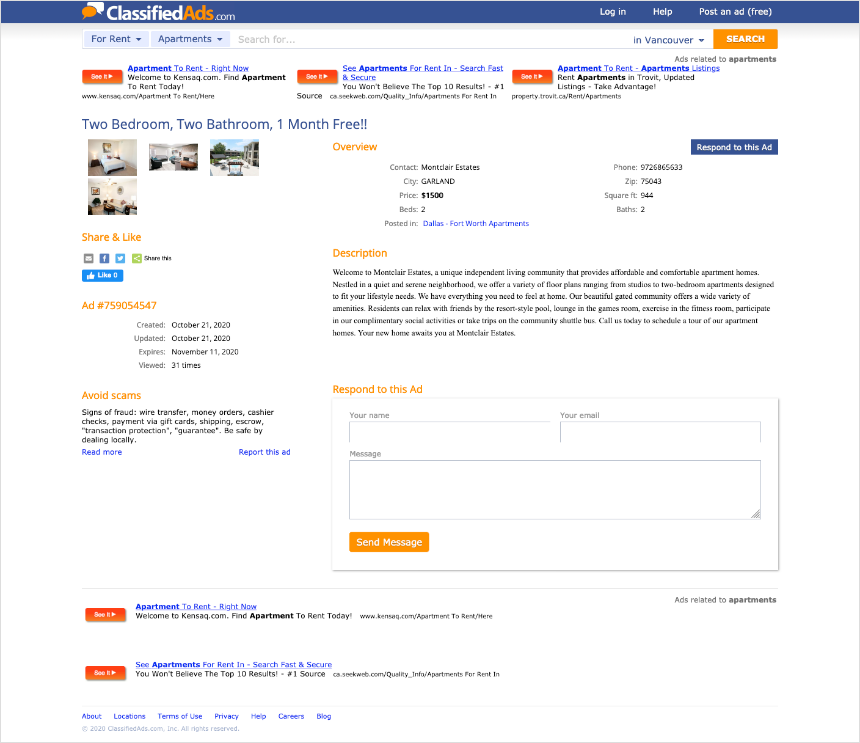 ClassifiedAds.com
Log in
Help
Post an ad (free)
For Rent
Apartments
Search for...
in Vancouver
SEARCH
Ads related to apartments
See It
Apartment To Rent - Right Now
Welcome to Kensaq.com. Find Apartment
To Rent Today!
www.kensaq.com/Apartment To Rent/Here
See It
See Apartments For Rent In - Search Fast
& Secure
You Won't Believe The Top 10 Results! - #1
Source ca.seekweb.com/Quality_Info/Apartments For Rent In
See It
Apartment To Rent - Apartments Listings
Rent Apartments in Trovit, Updated
Listings - Take Advantage!
property.trovit.ca/Rent/Apartments
Two Bedroom, Two Bathroom, 1 Month Free!!
Share & Like
Share this
Like 0
Ad #759054547
Created: October 21, 2020
Updated: October 21, 2020
Expires: November 11, 2020
Viewed: 31 times
Avoid scams
Signs of fraud: wire transfer, money orders, cashier
checks, payment via gift cards, shipping, escrow,
"transaction protection", "guarantee". Be safe by
dealing locally.
Read more
Report this ad
Overview
Respond to this Ad
Contact: Montclair Estates
Phone: 9726865633
City: GARLAND
Zip: 75043
Price: $1500
Square ft: 944
Beds: 2
Baths: 2
Posted in: Dallas - Fort Worth Apartments
Description
Welcome to Montclair Estates, a unique independent living community that provides affordable and comfortable apartment homes.
Nestled in a quiet and serene neighborhood, we offer a variety of floor plans ranging from studios to two-bedroom apartments designed
to fit your lifestyle needs. We have everything you need to feel at home. Our beautiful gated community offers a wide variety of
amenities. Residents can relax with friends by the resort-style pool, lounge in the games room, exercise in the fitness room, participate
in our complimentary social activities or take trips on the community shuttle bus. Call us today to schedule a tour of our apartment
homes. Your new home awaits you at Montclair Estates.
Respond to this Ad
Your name
Your email
Message
Send Message
Ads related to apartments
See It
Apartment To Rent - Right Now
Welcome to Kensaq.com. Find Apartment To Rent Today! www.kensaq.com/Apartment To Rent/Here
See It
See Apartments For Rent In - Search Fast & Secure
You Won't Believe The Top 10 Results! - #1 Source ca.seekweb.com/Quality_Info/Apartments For Rent In
About
Locations
Terms of Use
Privacy
Help
Careers
Blog
© 2020 ClassifiedAds.com, Inc. All rights reserved.